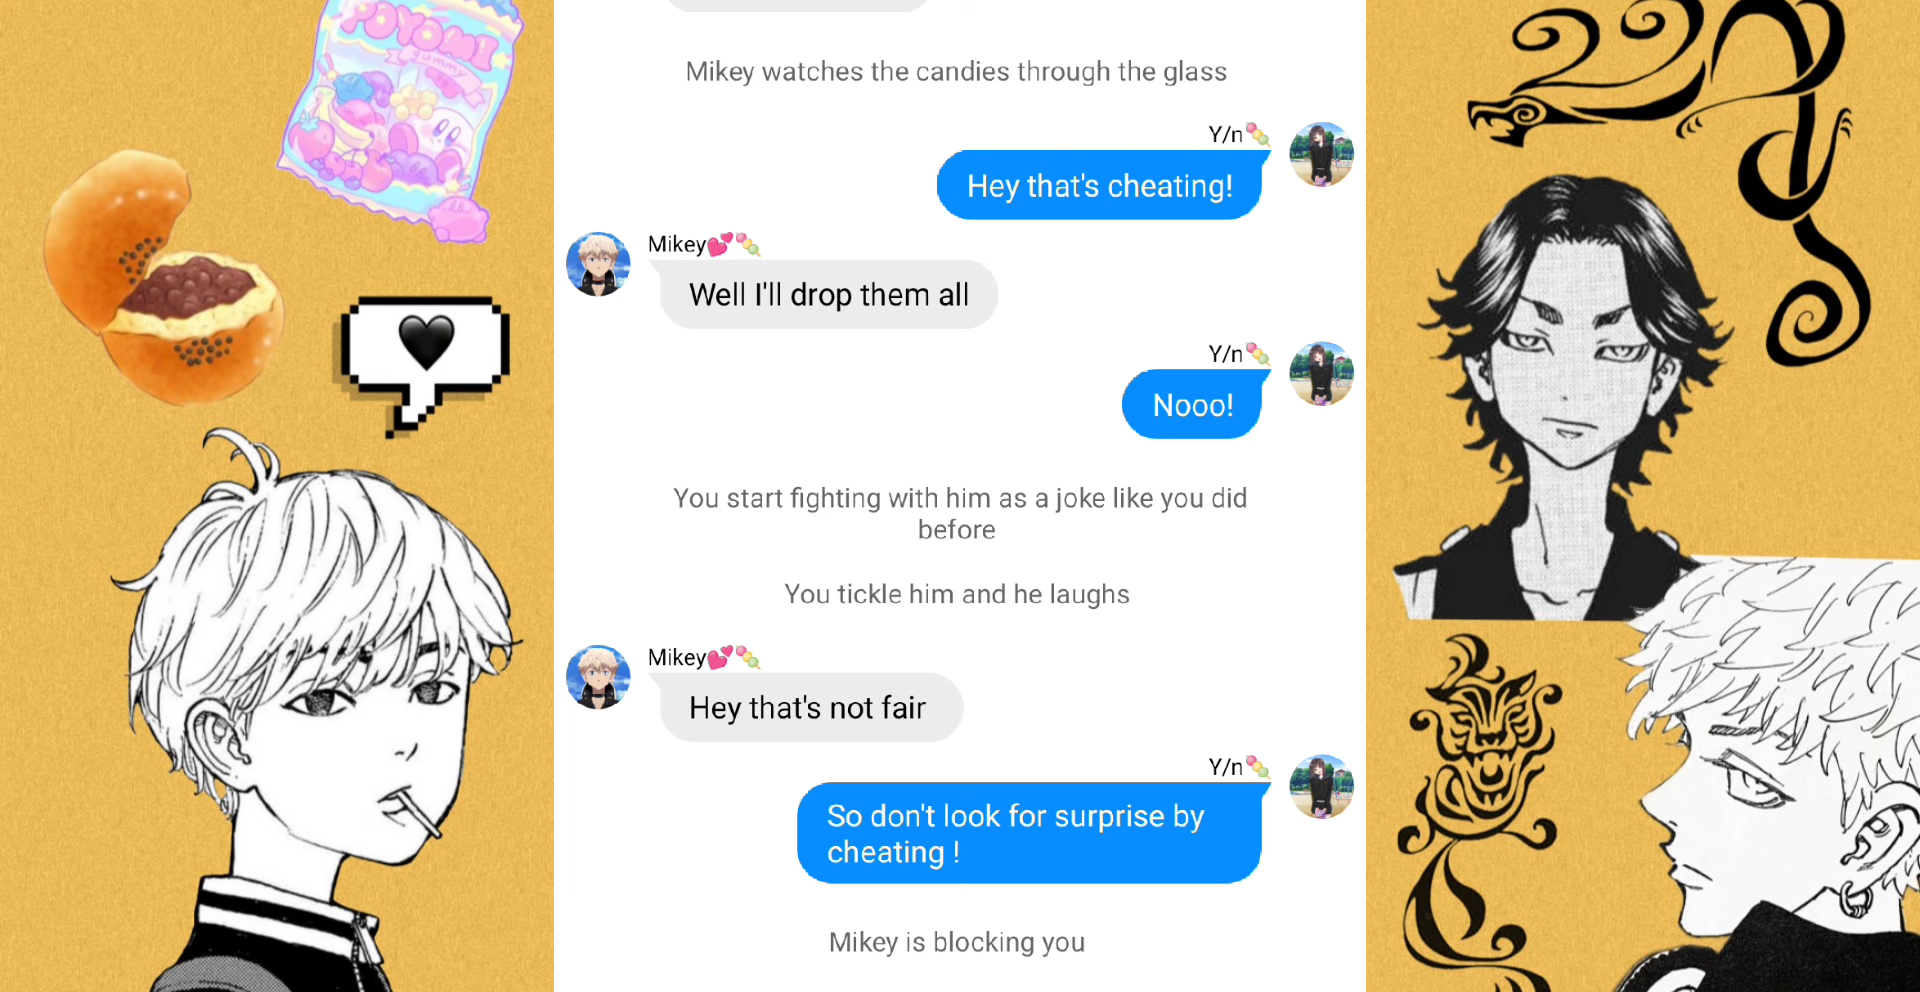 POYOMI
gummy
Mikey watches the candies through the glass
Y/n🍡
Hey that's cheating!
Mikey💕🍡
Well I'll drop them all
Y/n🍡
Nooo!
You start fighting with him as a joke like you did
before
You tickle him and he laughs
Mikey💕🍡
Hey that's not fair
Y/n🍡
So don't look for surprise by
cheating !
Mikey is blocking you